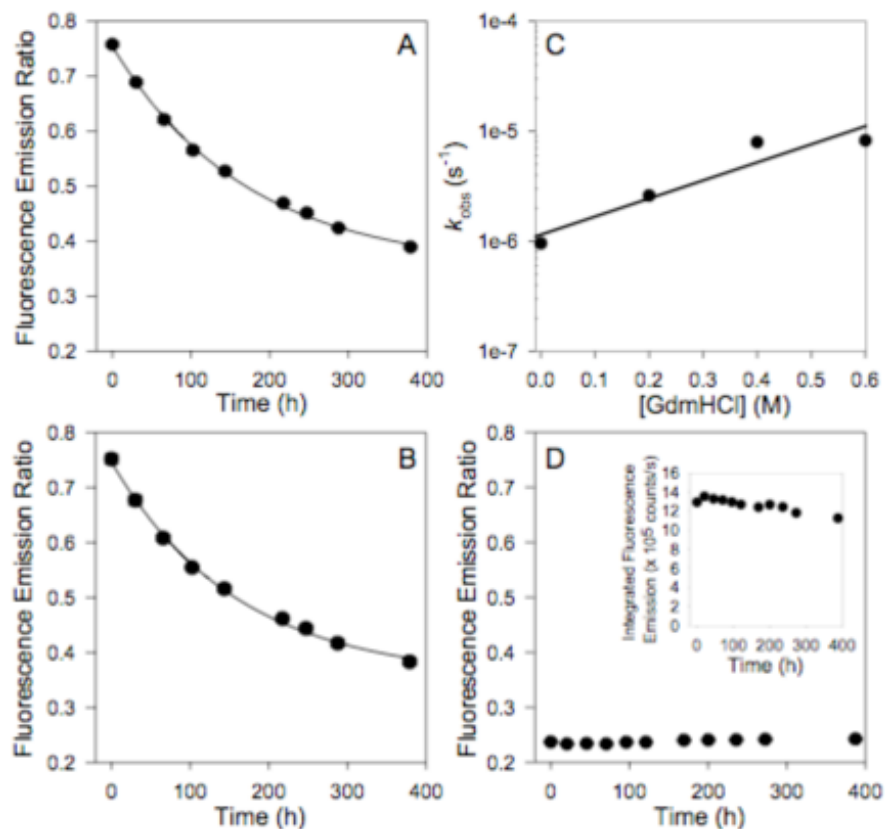 A
Fluorescence Emission Ratio
0.8
0.7
0.6
0.5
0.4
0.3
0.2
0 100 200 300 400
Time (h)
C
k obs (s-1)
1e-4
1e-5
1e-6
1e-7
0.0 0.1 0.2 0.3 0.4 0.5 0.6
[GdmHCl] (M)
B
Fluorescence Emission Ratio
0.8
0.7
0.6
0.5
0.4
0.3
0.2
0 100 200 300 400
Time (h)
D
Fluorescence Emission Ratio
0.8
0.7
0.6
0.5
0.4
0.3
0.2
0 100 200 300 400
Time (h)
Integrated Fluorescence
Emission (x 10⁵ counts/s)
16
14
12
10
8
6
4
2
0
0 100 200 300 400
Time (h)